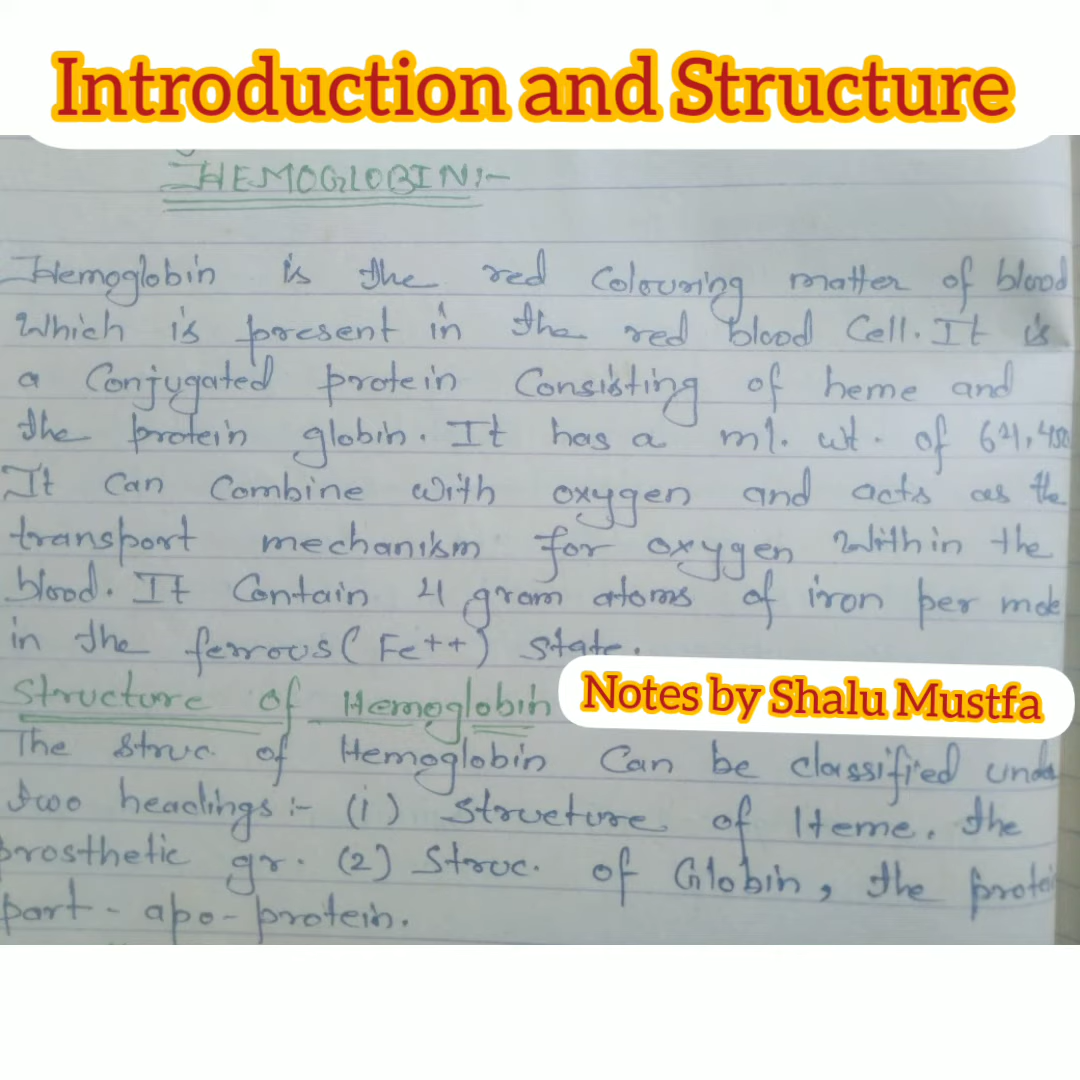 Introduction and Structure
HEMOGLOBIN:-
Hemoglobin is the red Colouring matter of blood
Which is present in the red blood Cell. It is
a Conjugated protein Consisting of heme and
the protein globin. It has a ml. wt. of 64,450
It Can Combine with oxygen and acts as the
transport mechanism for oxygen Within the
blood. It Contain 4 gram atoms of iron per mole
in the ferrous (Fe++) state.
Structure of Hemoglobin
Notes by Shalu Mustfa
The struc. of Hemoglobin Can be classified unde
two headings :- (1) Structure of Heme. the
prosthetic gr. (2) Struc. of Globin, the protein
part - apo-protein.